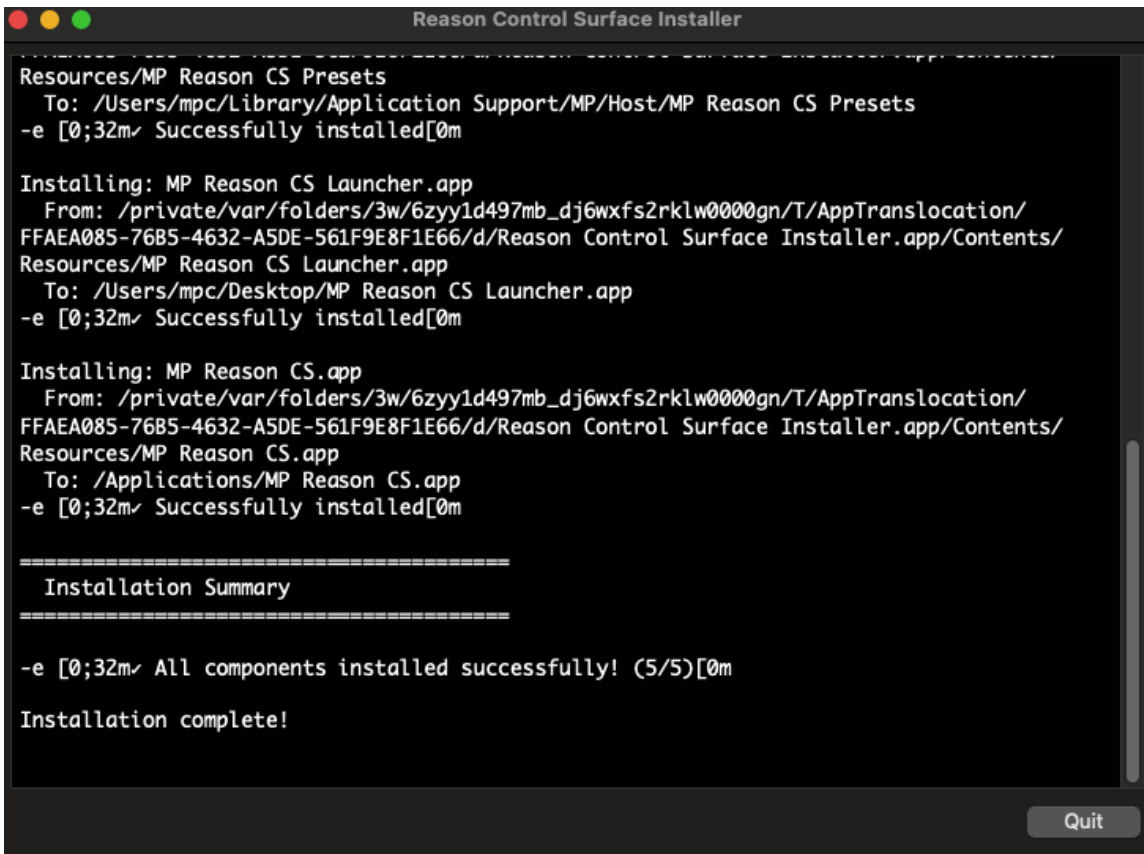 Reason Control Surface Installer
Resources/MP Reason CS Presets
To: /Users/mpc/Library/Application Support/MP/Host/MP Reason CS Presets
-e [0;32m✓ Successfully installed[0m
Installing: MP Reason CS Launcher.app
From: /private/var/folders/3w/6zyy1d497mb_dj6wxfs2rklw0000gn/T/AppTranslocation/
FFAEA085-76B5-4632-A5DE-561F9E8F1E66/d/Reason Control Surface Installer.app/Contents/
Resources/MP Reason CS Launcher.app
To: /Users/mpc/Desktop/MP Reason CS Launcher.app
-e [0;32m✓ Successfully installed[0m
Installing: MP Reason CS.app
From: /private/var/folders/3w/6zyy1d497mb_dj6wxfs2rklw0000gn/T/AppTranslocation/
FFAEA085-76B5-4632-A5DE-561F9E8F1E66/d/Reason Control Surface Installer.app/Contents/
Resources/MP Reason CS.app
To: /Applications/MP Reason CS.app
-e [0;32m✓ Successfully installed[0m
========================================
Installation Summary
========================================
-e [0;32m✓ All components installed successfully! (5/5)[0m
Installation complete!
Quit